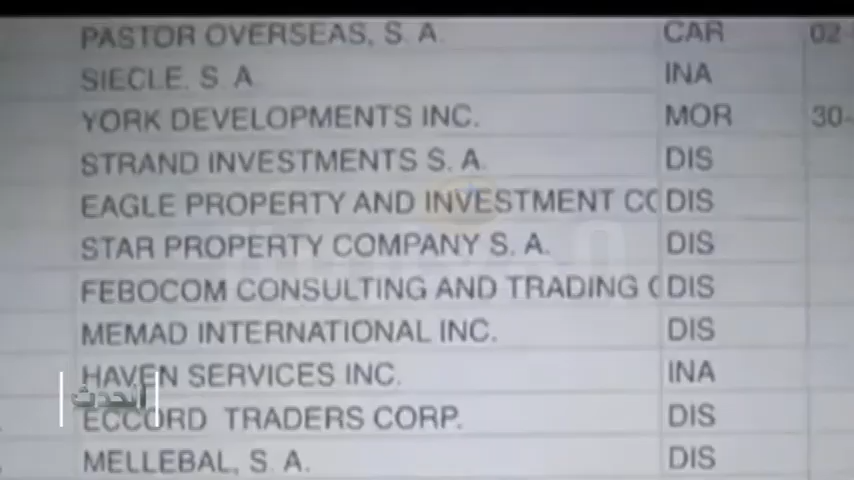 PASTOR OVERSEAS, S. A. CAR 02-
SIECLE, S. A. INA
YORK DEVELOPMENTS INC. MOR 30-
STRAND INVESTMENTS S. A. DIS
EAGLE PROPERTY AND INVESTMENT CO DIS
STAR PROPERTY COMPANY S. A. DIS
FEBOCOM CONSULTING AND TRADING C DIS
MEMAD INTERNATIONAL INC. DIS
HAVEN SERVICES INC. INA
الحدث
ECCORD TRADERS CORP. DIS
MELLEBAL, S. A. DIS